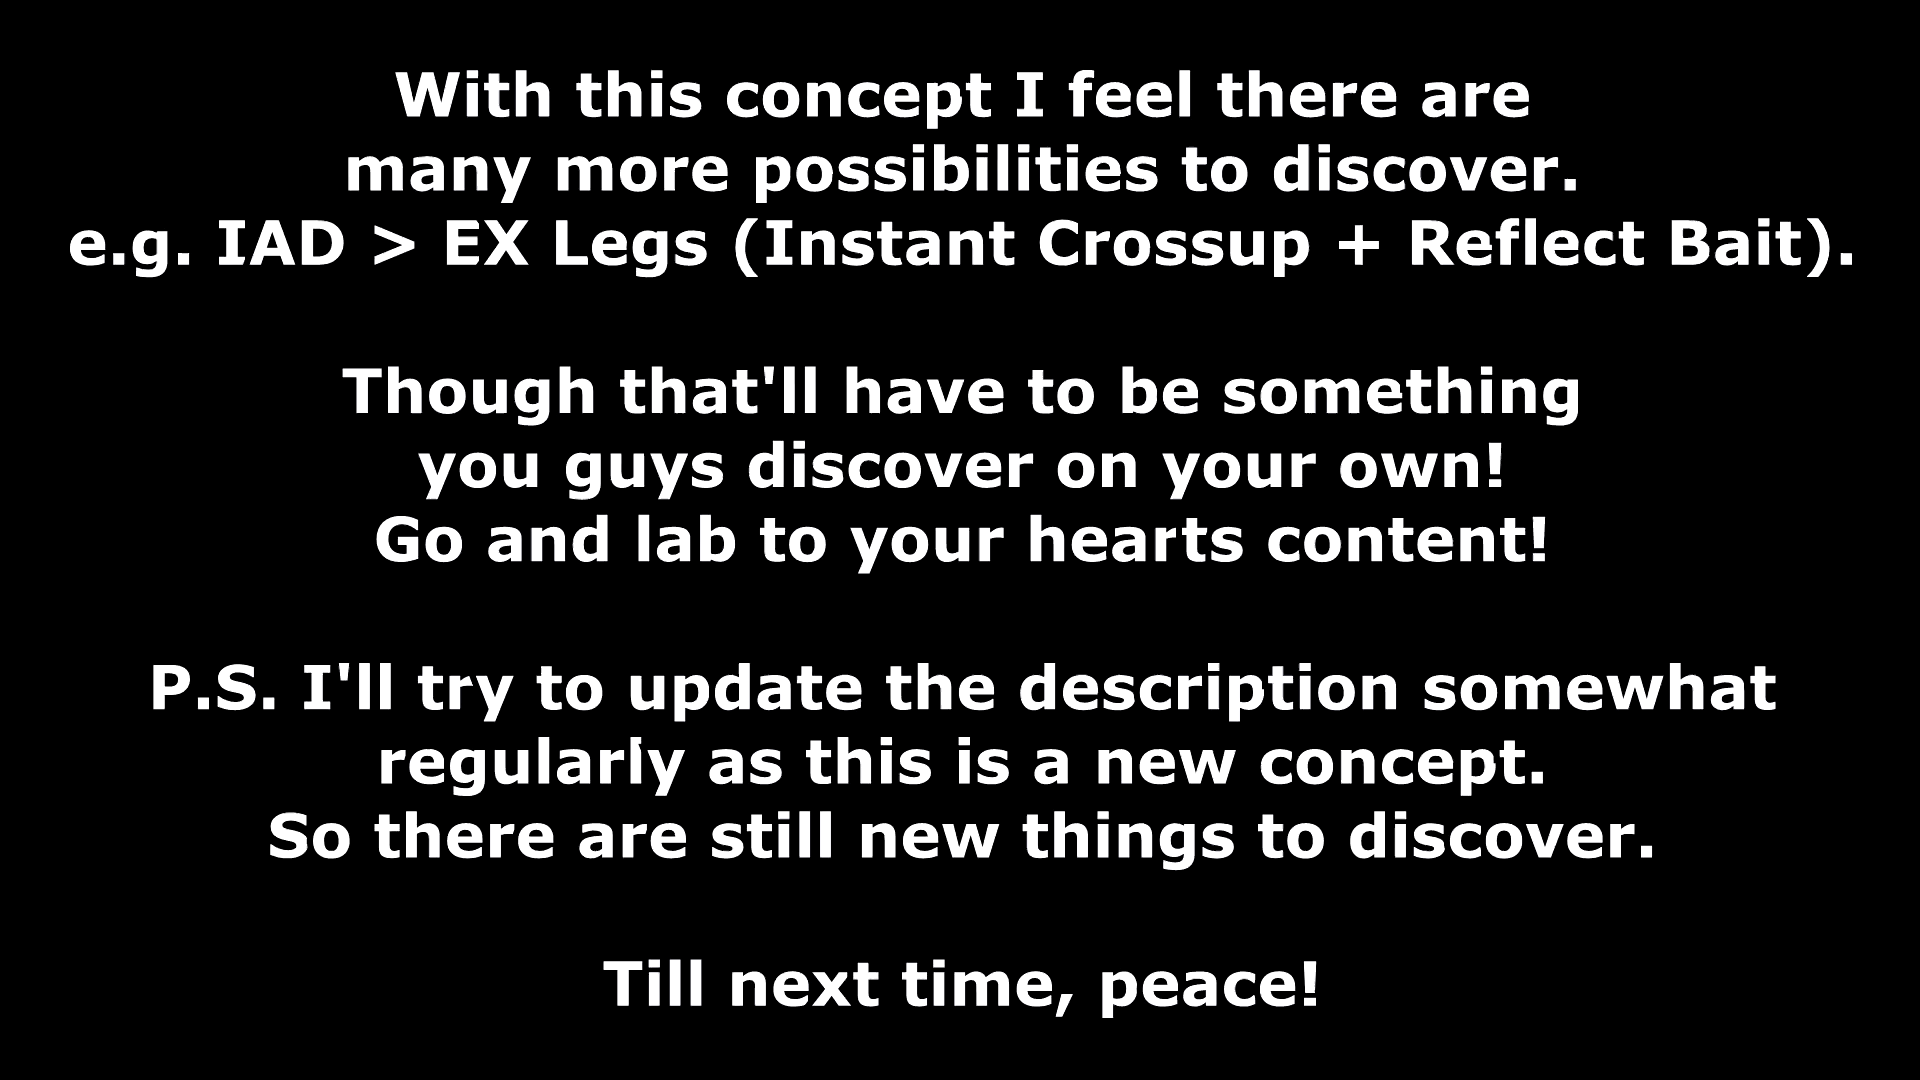 With this concept I feel there are
many more possibilities to discover.
e.g. IAD > EX Legs (Instant Crossup + Reflect Bait).
Though that'll have to be something
you guys discover on your own!
Go and lab to your hearts content!
P.S. I'll try to update the description somewhat
regularly as this is a new concept.
So there are still new things to discover.
Till next time, peace!